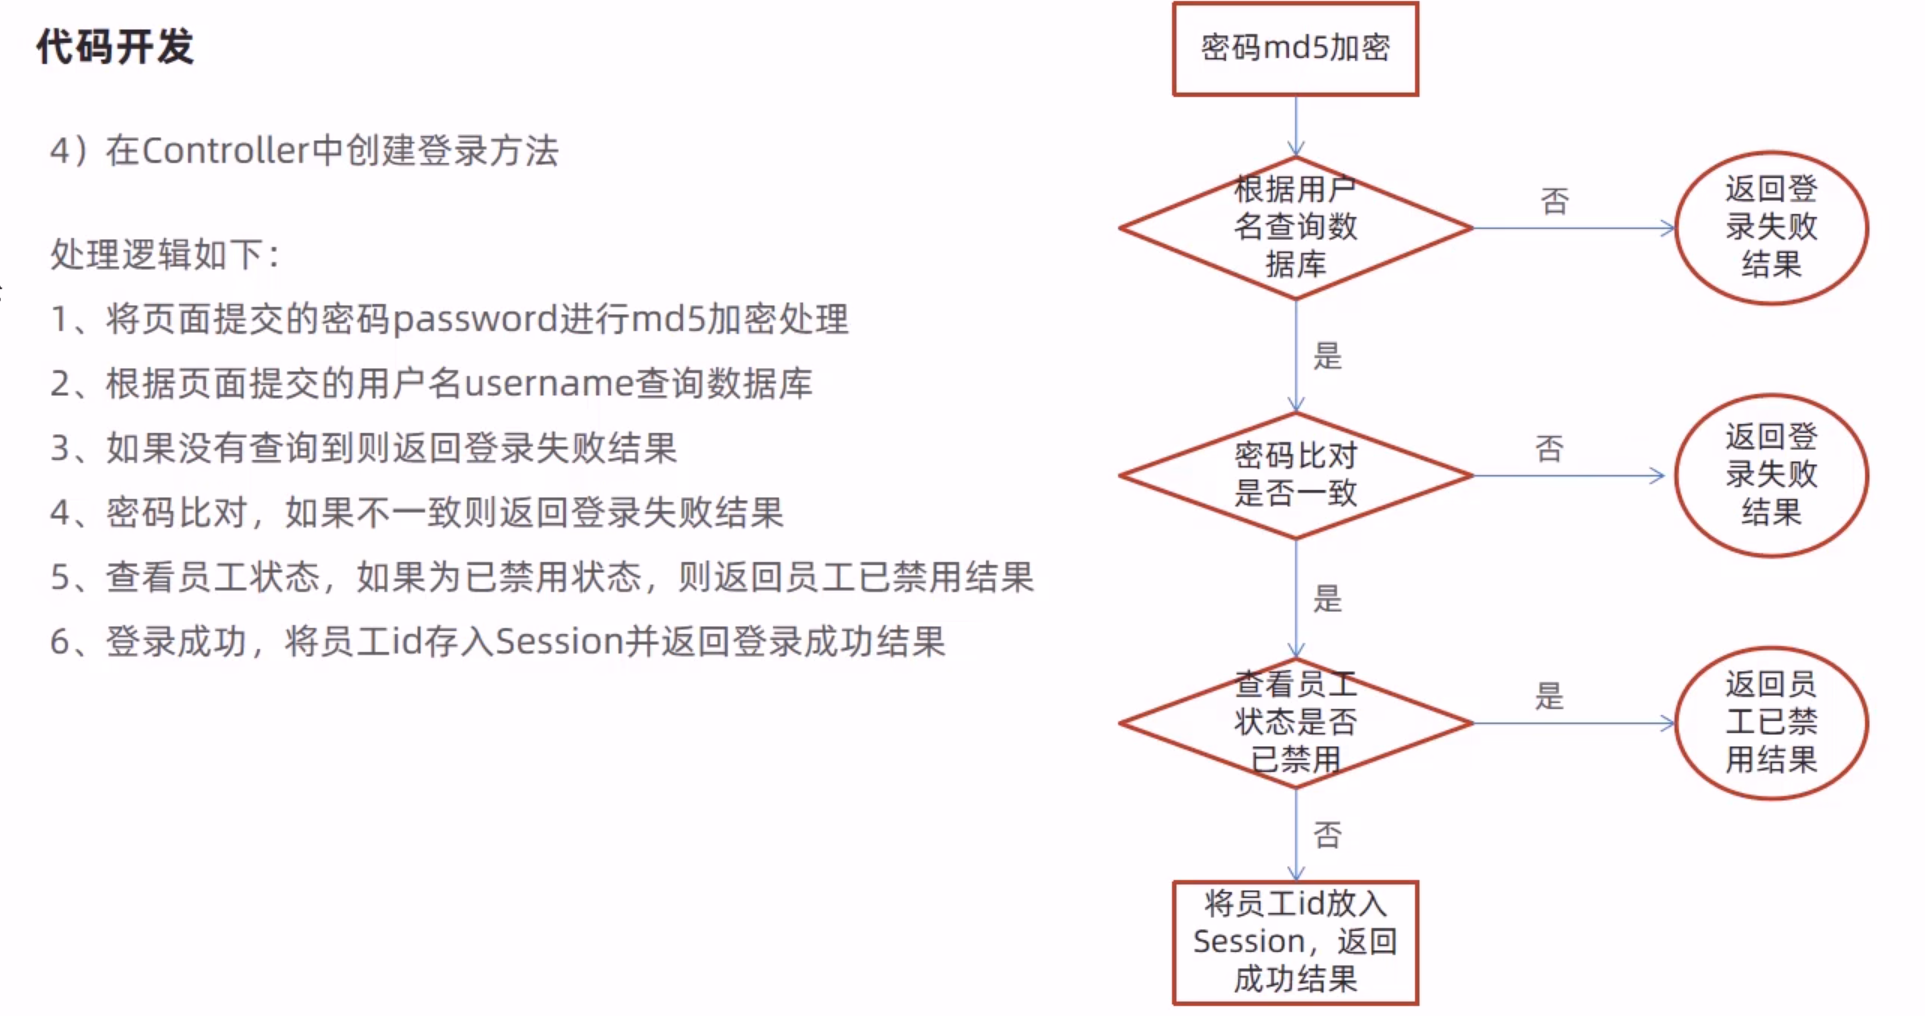 代码开发
4）在Controller中创建登录方法
处理逻辑如下：
1、将页面提交的密码password进行md5加密处理
2、根据页面提交的用户名username查询数据库
3、如果没有查询到则返回登录失败结果
4、密码比对，如果不一致则返回登录失败结果
5、查看员工状态，如果为已禁用状态，则返回员工已禁用结果
6、登录成功，将员工id存入Session并返回登录成功结果
密码md5加密
根据用户
名查询数
据库
否
返回登
录失败
结果
是
密码比对
是否一致
否
返回登
录失败
结果
是
查看员工
状态是否
已禁用
是
返回员
工已禁
用结果
否
将员工id放入
Session，返回
成功结果